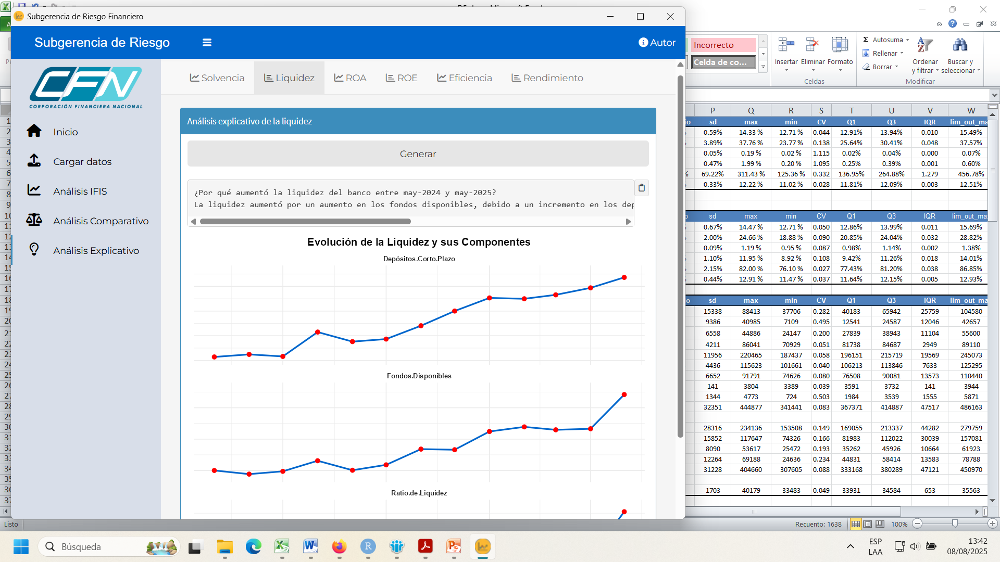 Subgerencia de Riesgo Financiero
Subgerencia de Riesgo
Autor
CFN
CORPORACIÓN FINANCIERA NACIONAL
Inicio
Cargar datos
Análisis IFIS
Análisis Comparativo
Análisis Explicativo
Solvencia Liquidez ROA ROE Eficiencia Rendimiento
Análisis explicativo de la liquidez
Generar
¿Por qué aumentó la liquidez del banco entre may-2024 y may-2025?
La liquidez aumentó por un aumento en los fondos disponibles, debido a un incremento en los dep
Evolución de la Liquidez y sus Componentes
Depósitos.Corto.Plazo
Fondos.Disponibles
Ratio.de.Liquidez
Incorrecto
Celda de co...
Insertar Eliminar Formato
Celdas
Autosuma
Rellenar
Borrar
Ordenar y filtrar
Buscar y seleccionar
Modificar
P Q R S T U V W
sd max min CV Q1 Q3 IQR lim_out_ma
0.59% 14.33 % 12.71 % 0.044 12.91% 13.94% 0.010 15.49%
3.89% 37.76 % 23.77 % 0.138 25.64% 30.41% 0.048 37.57%
0.05% 0.19 % 0.02 % 1.115 0.02% 0.04% 0.000 0.07%
0.47% 1.99 % 0.20 % 1.095 0.25% 0.39% 0.001 0.60%
69.22% 311.43 % 125.36 % 0.332 136.95% 264.88% 1.279 456.78%
0.33% 12.22 % 11.02 % 0.028 11.81% 12.09% 0.003 12.51%
sd max min CV Q1 Q3 IQR lim_out_ma
0.67% 14.47 % 12.71 % 0.050 12.86% 13.99% 0.011 15.69%
2.00% 24.66 % 18.88 % 0.090 20.85% 24.04% 0.032 28.82%
0.09% 1.19 % 0.95 % 0.087 0.98% 1.14% 0.002 1.38%
1.10% 11.95 % 8.92 % 0.108 9.42% 11.26% 0.018 14.01%
2.15% 82.00 % 76.10 % 0.027 77.43% 81.20% 0.038 86.85%
0.44% 12.91 % 11.47 % 0.037 11.64% 12.15% 0.005 12.93%
sd max min CV Q1 Q3 IQR lim_out_ma
15338 88413 37706 0.282 40183 65942 25759 104580
9386 40985 7109 0.495 12541 24587 12046 42657
6558 44886 24147 0.200 27839 38943 11104 55600
4211 86041 70929 0.051 81738 84687 2949 89110
11956 220465 187437 0.058 196151 215719 19569 245073
4436 115623 101661 0.040 106213 113846 7633 125295
6652 91791 74626 0.080 76508 90081 13573 110440
141 3804 3389 0.039 3591 3732 141 3944
1344 4773 724 0.503 1984 3539 1555 5871
32351 444877 341441 0.083 367371 414887 47517 486163
28316 234136 153508 0.149 169055 213337 44282 279759
15852 117647 74326 0.166 81983 112022 30039 157081
8090 53617 25472 0.193 35262 45926 10664 61923
12264 69188 24636 0.234 44831 58414 13583 78788
31228 404660 307605 0.088 333168 380289 47121 450970
1703 40179 33483 0.049 33931 34584 653 35563
Listo
Recuento: 1638
100%
Búsqueda
ESP
LAA
13:42
08/08/2025